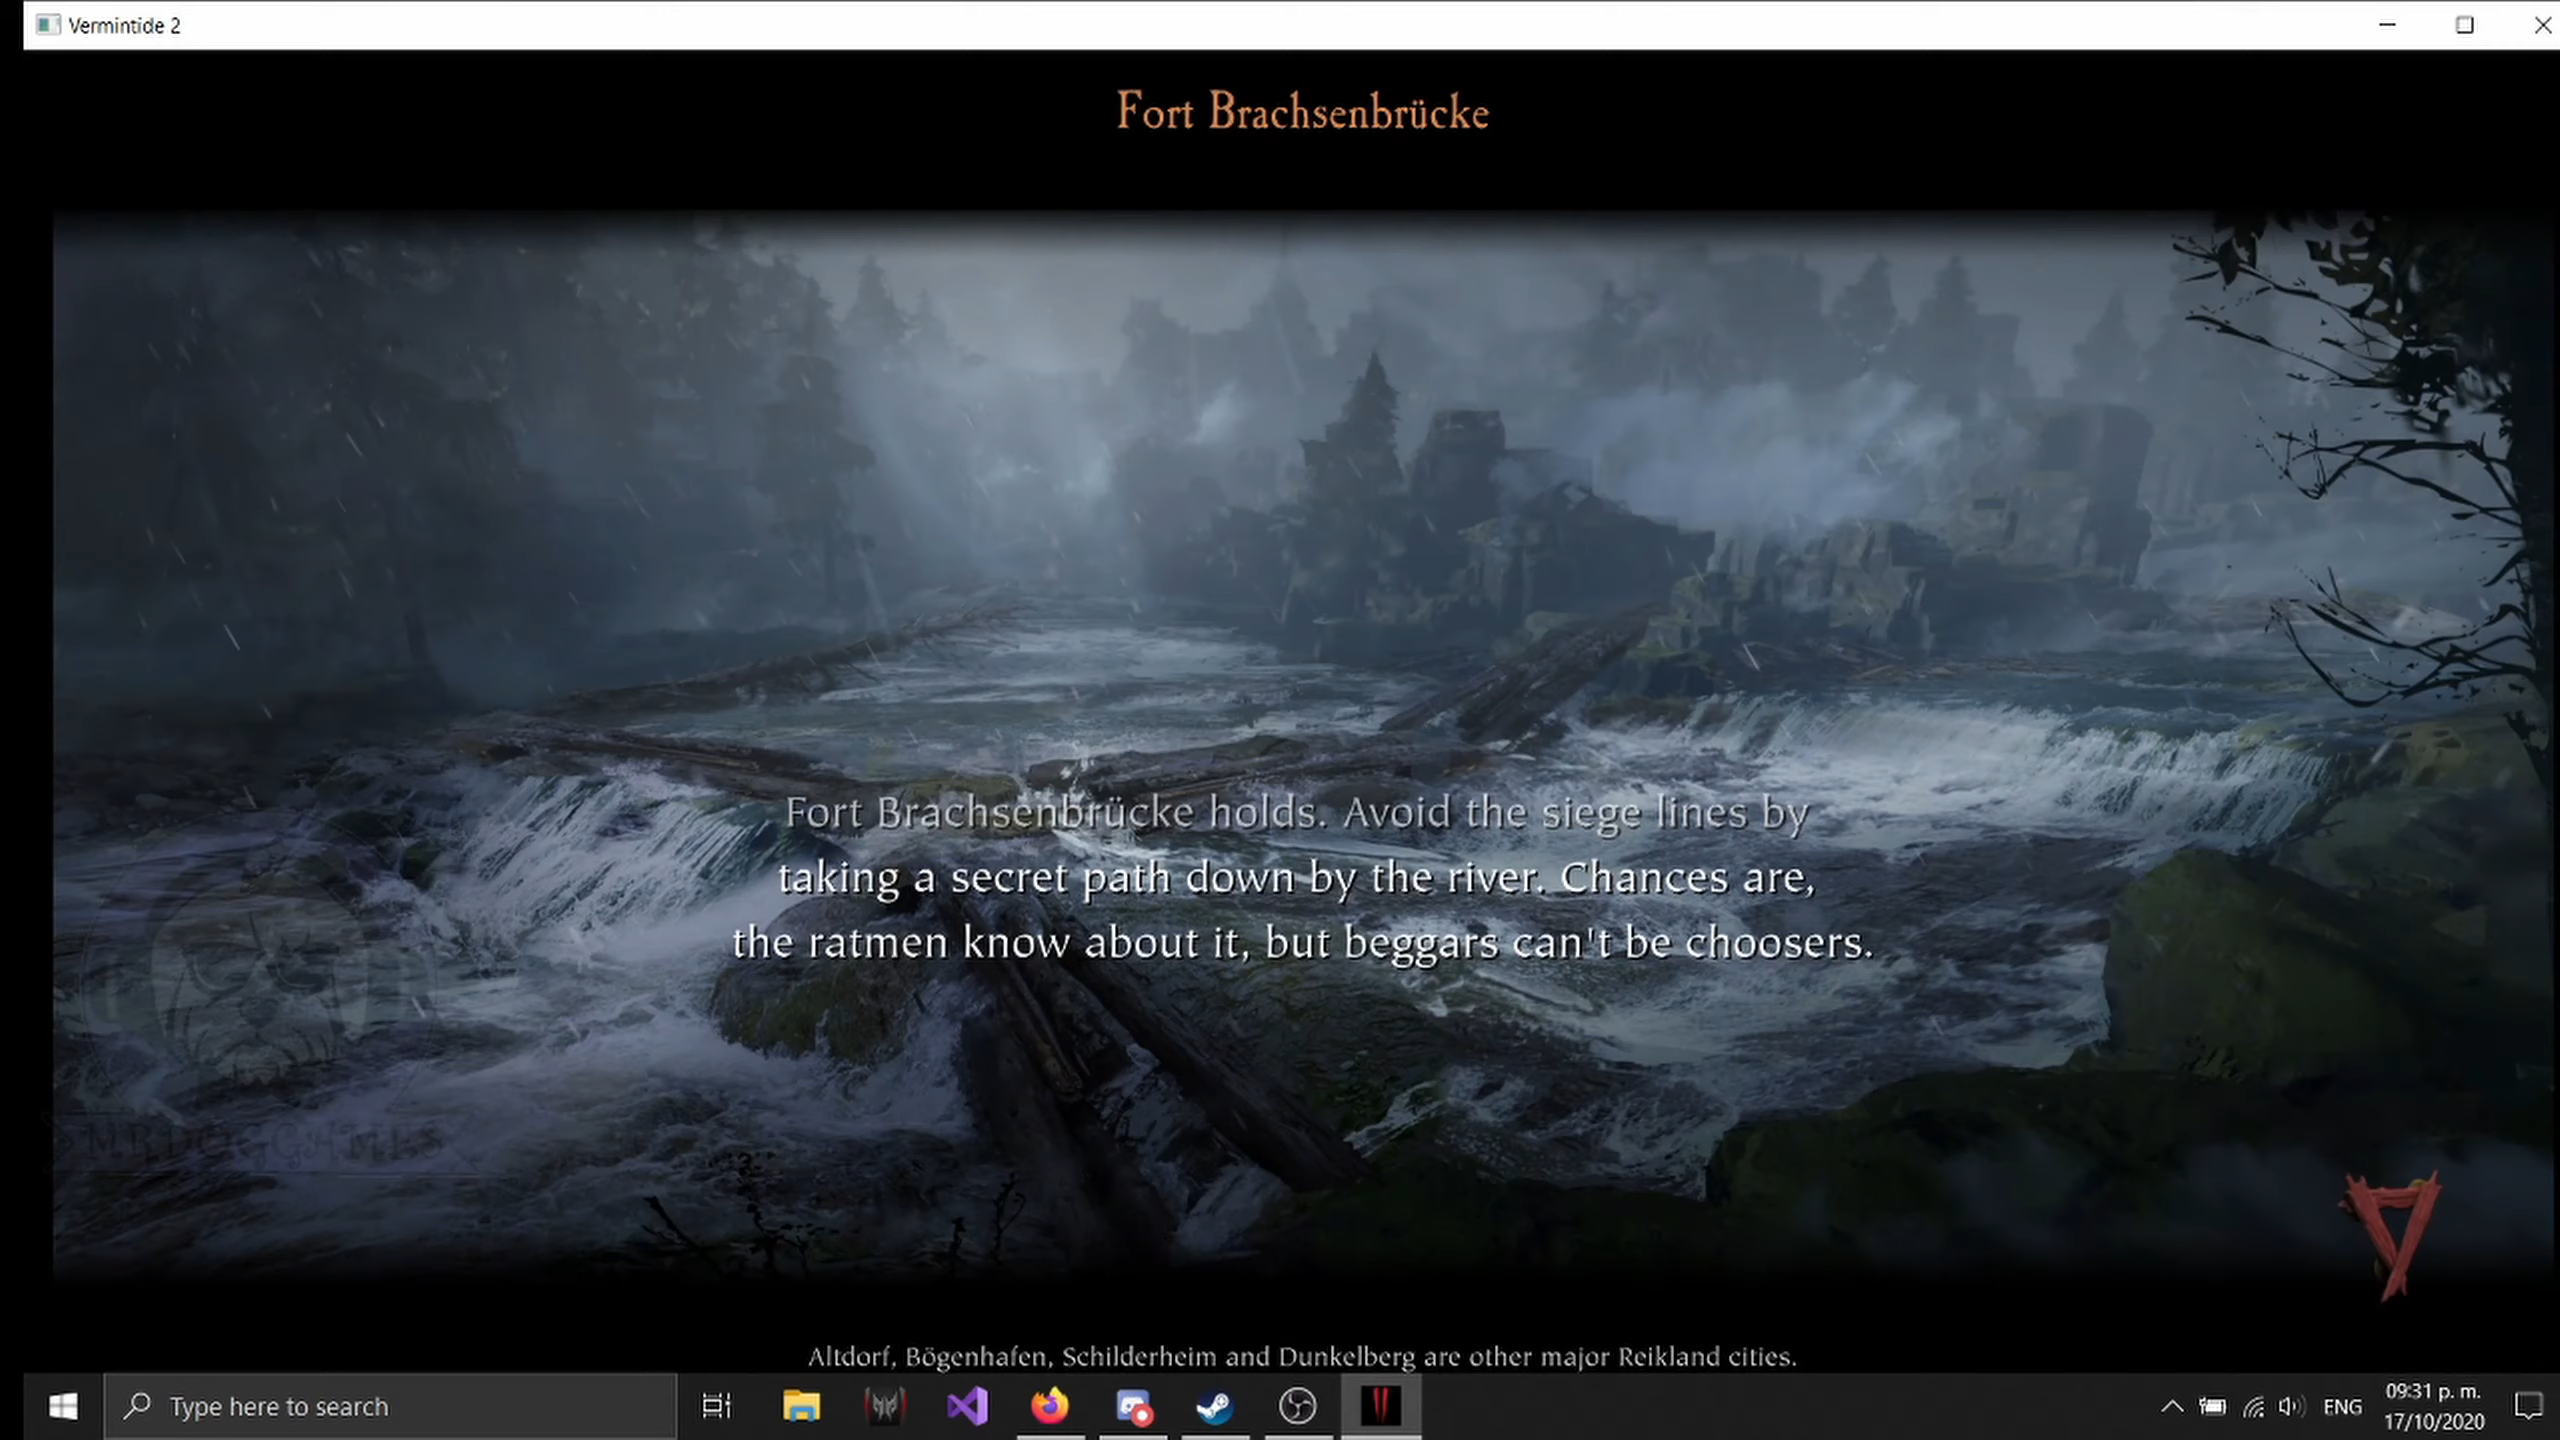 Vermintide 2
Fort Brachsenbrücke
Fort Brachsenbrücke holds. Avoid the siege lines by
taking a secret path down by the river. Chances are,
the ratmen know about it, but beggars can't be choosers.
MRDOGGAMES
Altdorf, Bögenhafen, Schilderheim and Dunkelberg are other major Reikland cities.
Type here to search
ENG
09:31 p. m.
17/10/2020